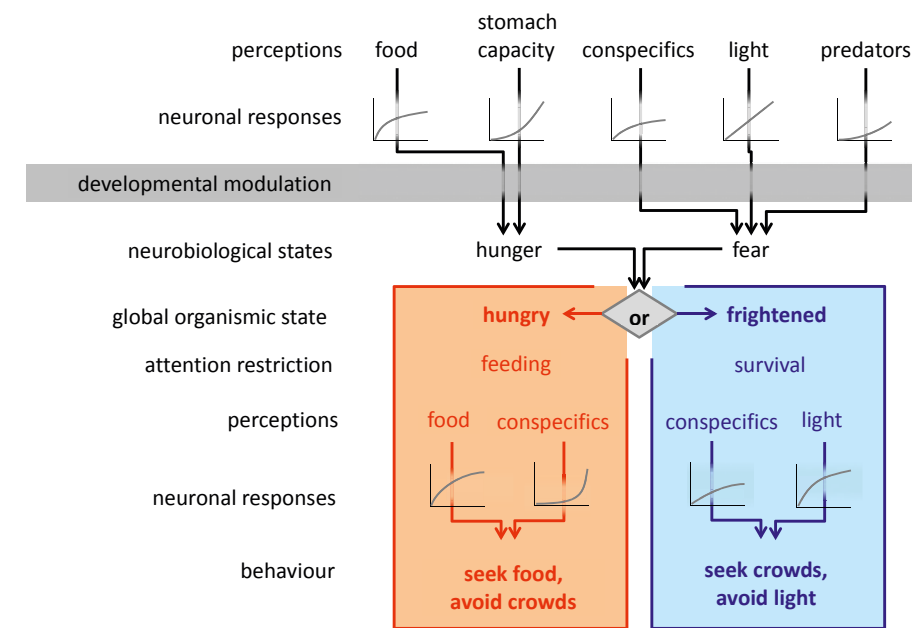 perceptions food stomach capacity conspecifics light predators
neuronal responses
developmental modulation
neurobiological states hunger fear
global organismic state hungry or frightened
attention restriction feeding survival
perceptions food conspecifics conspecifics light
neuronal responses
behaviour seek food, avoid crowds seek crowds, avoid light